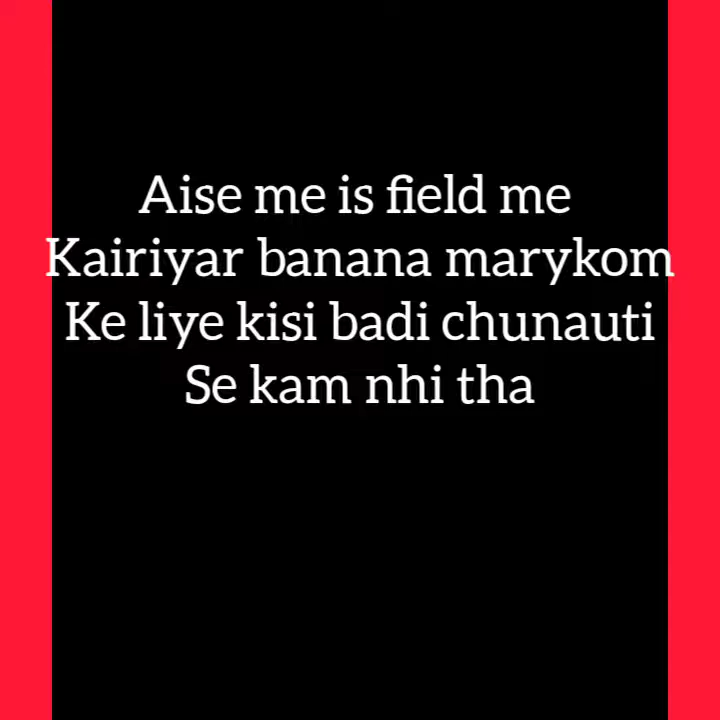 Aise me is field me
Kairiyar banana marykom
Ke liye kisi badi chunauti
Se kam nhi tha